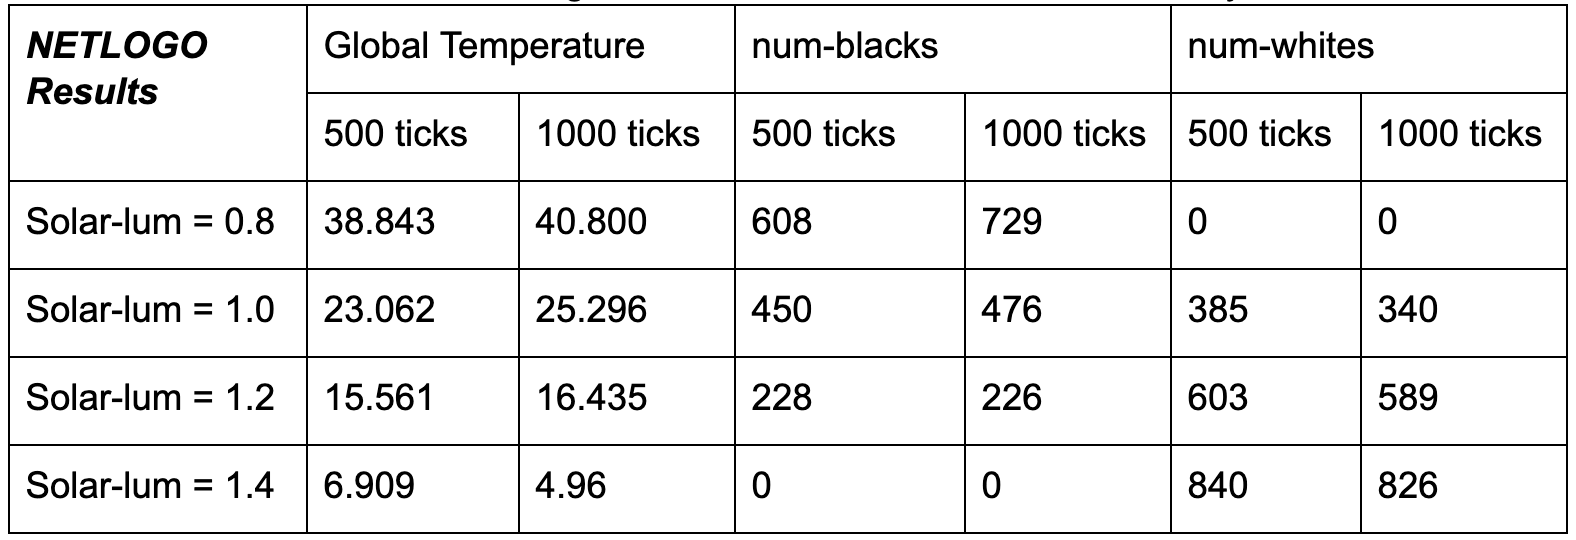 NETLOGO Results Global Temperature num-blacks num-whites
500 ticks 1000 ticks 500 ticks 1000 ticks 500 ticks 1000 ticks
Solar-lum = 0.8 38.843 40.800 608 729 0 0
Solar-lum = 1.0 23.062 25.296 450 476 385 340
Solar-lum = 1.2 15.561 16.435 228 226 603 589
Solar-lum = 1.4 6.909 4.96 0 0 840 826